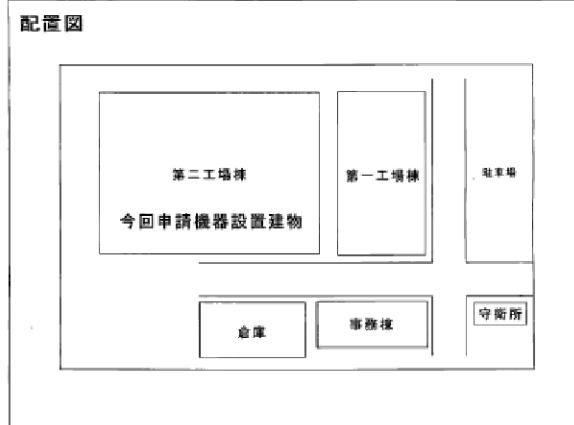 配置図
第二工場棟
今回申請機器設置建物
第一工場棟
駐車場
倉庫
事務棟
守衛所